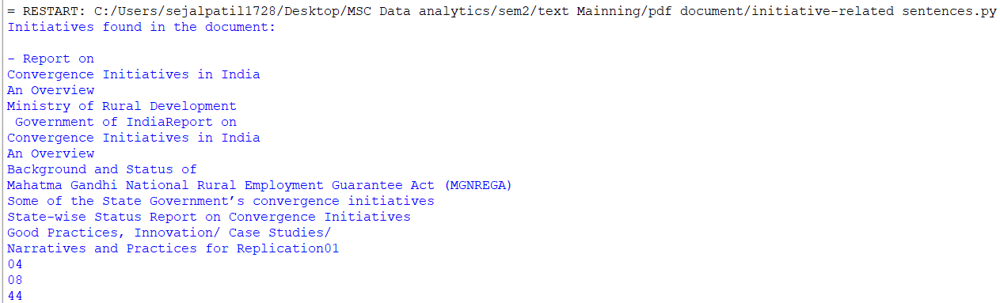 = RESTART: C:/Users/sejalpatil1728/Desktop/MSC Data analytics/sem2/text Mainning/pdf document/initiative-related sentences.py
Initiatives found in the document:

- Report on
Convergence Initiatives in India
An Overview
Ministry of Rural Development
 Government of IndiaReport on
Convergence Initiatives in India
An Overview
Background and Status of
Mahatma Gandhi National Rural Employment Guarantee Act (MGNREGA)
Some of the State Government’s convergence initiatives
State-wise Status Report on Convergence Initiatives
Good Practices, Innovation/ Case Studies/
Narratives and Practices for Replication01
04
08
44